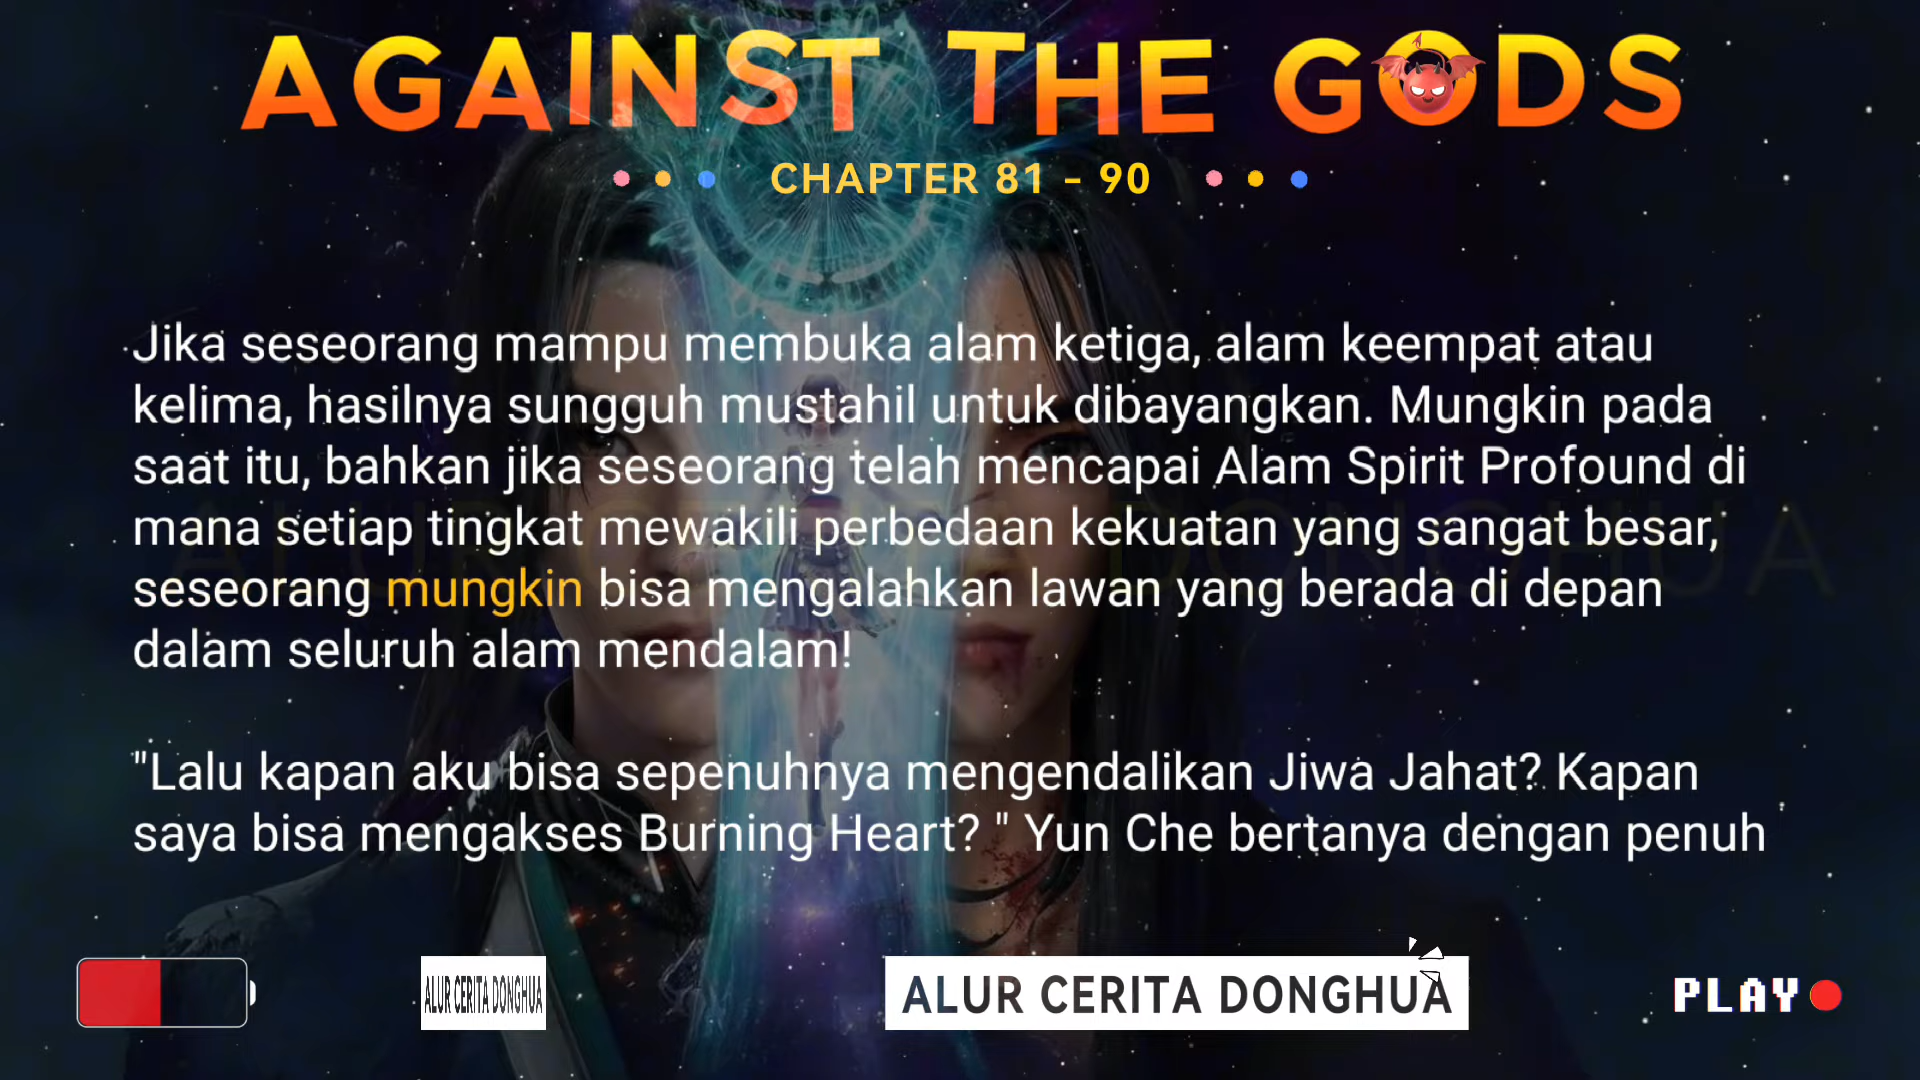 AGAINST THE GODS
CHAPTER 81 - 90
Jika seseorang mampu membuka alam ketiga, alam keempat atau
kelima, hasilnya sungguh mustahil untuk dibayangkan. Mungkin pada
saat itu, bahkan jika seseorang telah mencapai Alam Spirit Profound di
mana setiap tingkat mewakili perbedaan kekuatan yang sangat besar,
seseorang mungkin bisa mengalahkan lawan yang berada di depan
dalam seluruh alam mendalam!
"Lalu kapan aku bisa sepenuhnya mengendalikan Jiwa Jahat? Kapan
saya bisa mengakses Burning Heart? " Yun Che bertanya dengan penuh
ALUR CERITA DONGHUA
ALUR CERITA DONGHUA
ALUR CERITA DONGHUA
PLAY